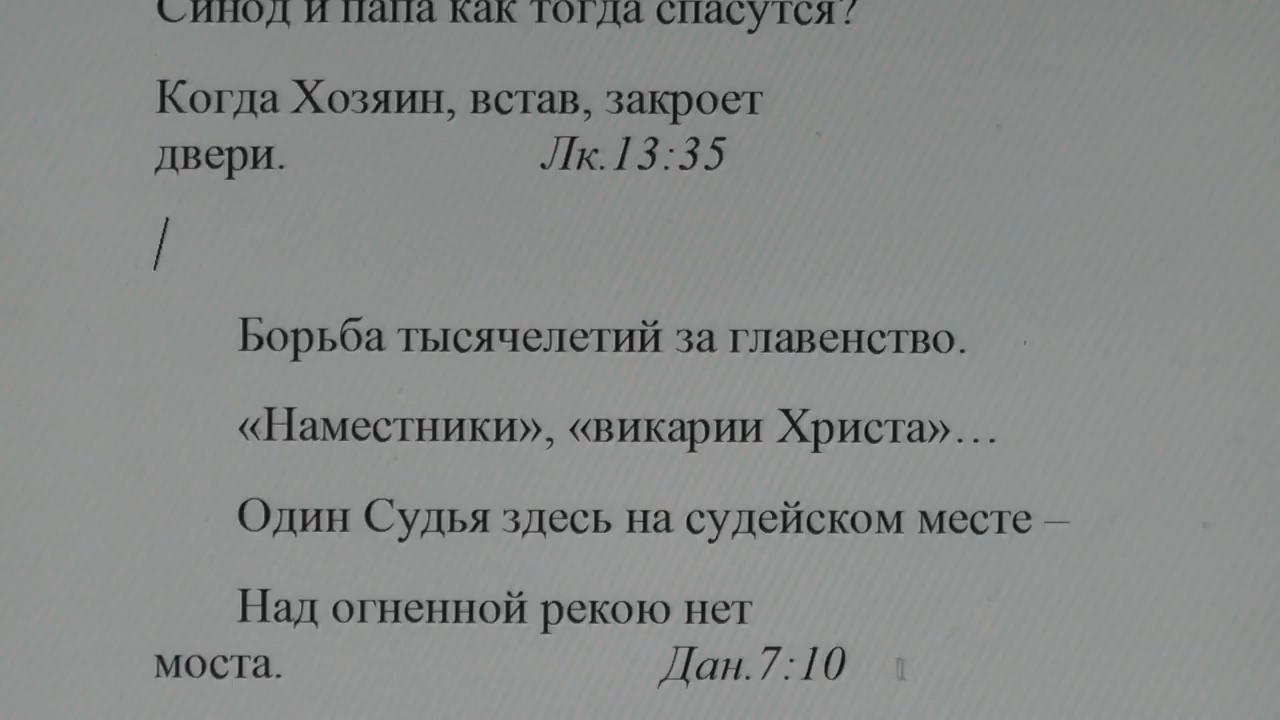 Синод и папа как тогда спасутся?
Когда Хозяин, встав, закроет
двери. Лк.13:35
/
Борьба тысячелетий за главенство.
«Наместники», «викарии Христа»…
Один Судья здесь на судейском месте –
Над огненной рекою нет
моста. Дан.7:10